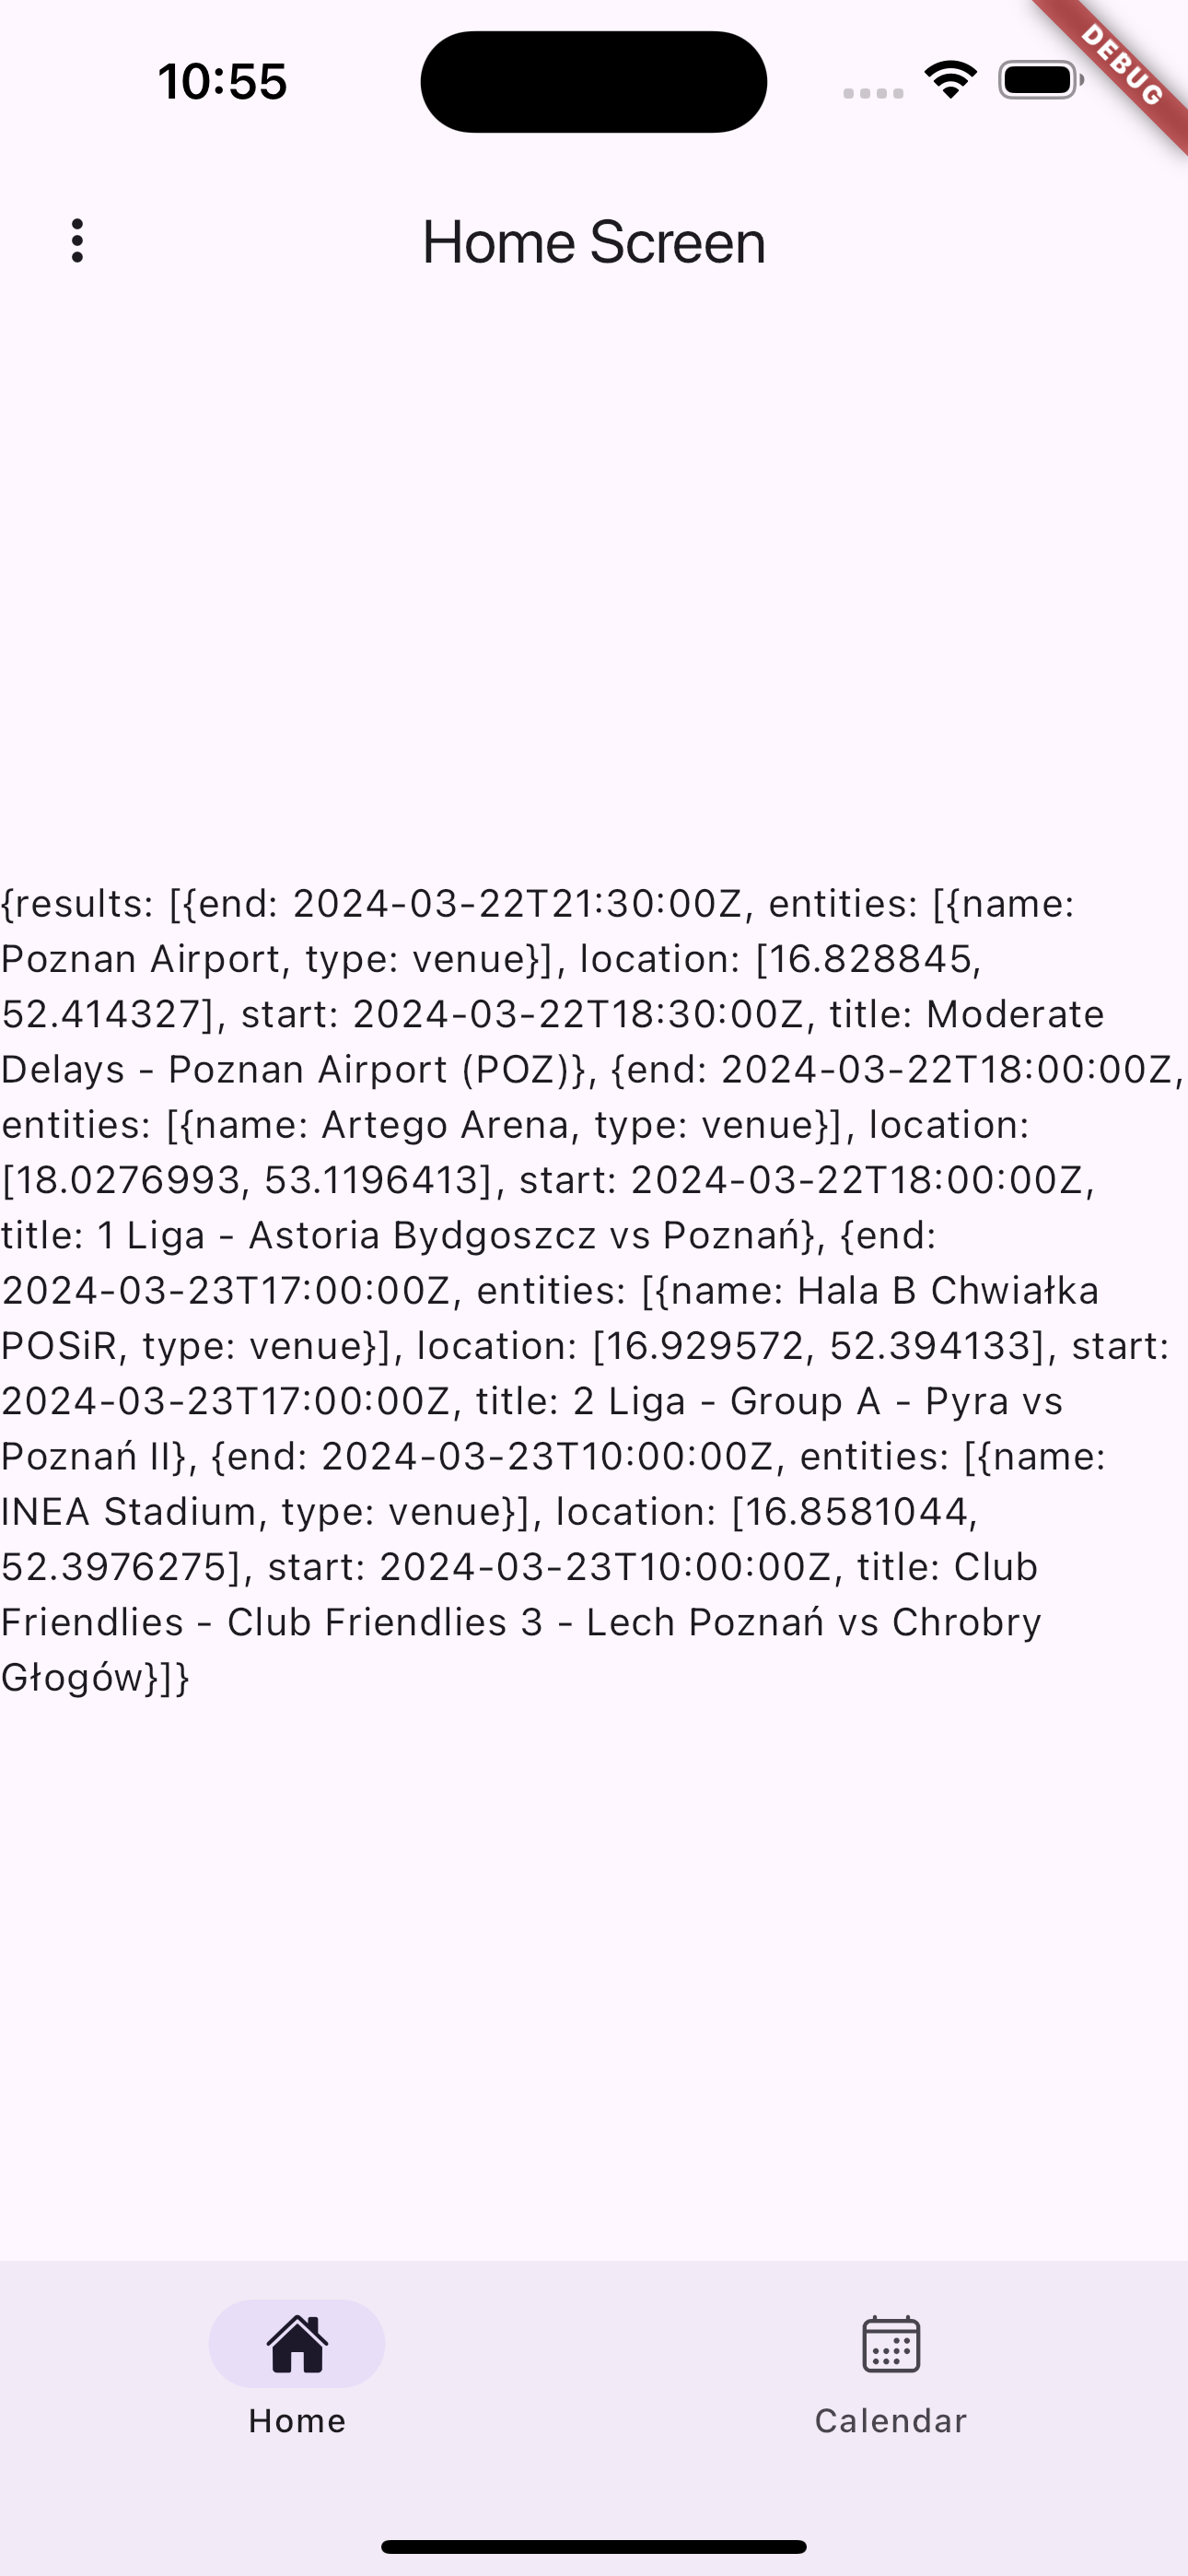 10:55
DEBUG
Home Screen
{results: [{end: 2024-03-22T21:30:00Z, entities: [{name:
Poznan Airport, type: venue}], location: [16.828845,
52.414327], start: 2024-03-22T18:30:00Z, title: Moderate
Delays - Poznan Airport (POZ)}, {end: 2024-03-22T18:00:00Z,
entities: [{name: Artego Arena, type: venue}], location:
[18.0276993, 53.1196413], start: 2024-03-22T18:00:00Z,
title: 1 Liga - Astoria Bydgoszcz vs Poznań}, {end:
2024-03-23T17:00:00Z, entities: [{name: Hala B Chwiałka
POSiR, type: venue}], location: [16.929572, 52.394133], start:
2024-03-23T17:00:00Z, title: 2 Liga - Group A - Pyra vs
Poznań II}, {end: 2024-03-23T10:00:00Z, entities: [{name:
INEA Stadium, type: venue}], location: [16.8581044,
52.3976275], start: 2024-03-23T10:00:00Z, title: Club
Friendlies - Club Friendlies 3 - Lech Poznań vs Chrobry
Głogów}]}
Home
Calendar